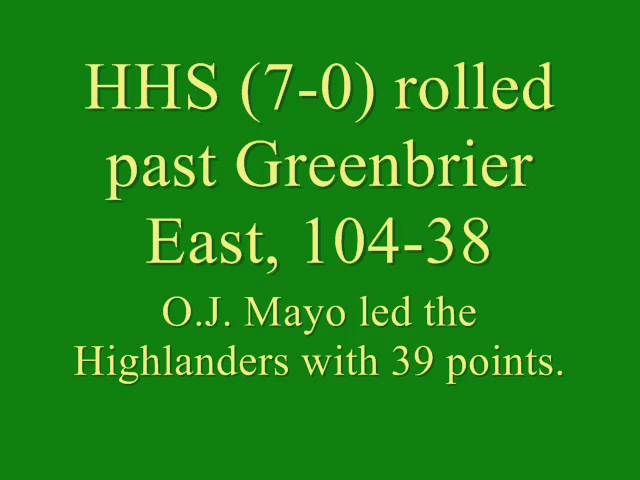 HHS (7-0) rolled
past Greenbrier
East, 104-38
O.J. Mayo led the
Highlanders with 39 points.